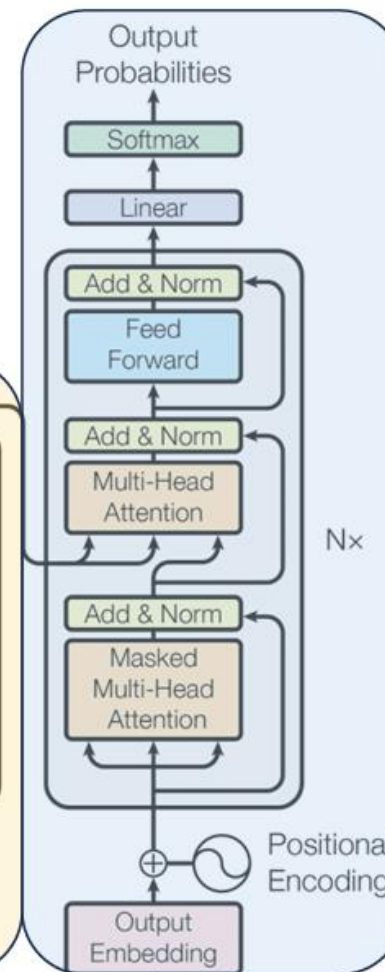 Output
Probabilities
Softmax
Linear
Add & Norm
Feed
Forward
Add & Norm
Multi-Head
Attention
N×
Add & Norm
Masked
Multi-Head
Attention
Positiona
Encoding
Output
Embedding